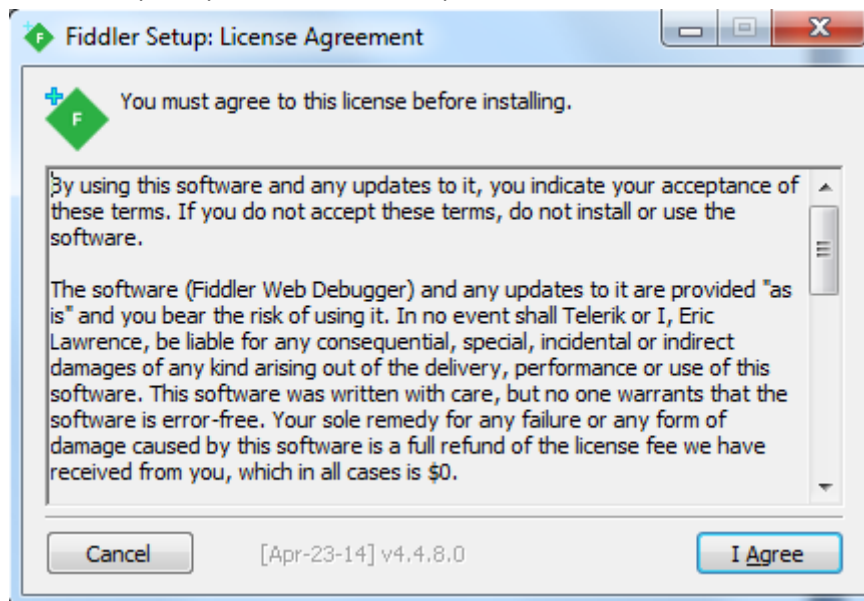 Fiddler Setup: License Agreement
F
You must agree to this license before installing.
By using this software and any updates to it, you indicate your acceptance of
these terms. If you do not accept these terms, do not install or use the
software.
The software (Fiddler Web Debugger) and any updates to it are provided "as
is" and you bear the risk of using it. In no event shall Telerik or I, Eric
Lawrence, be liable for any consequential, special, incidental or indirect
damages of any kind arising out of the delivery, performance or use of this
software. This software was written with care, but no one warrants that the
software is error-free. Your sole remedy for any failure or any form of
damage caused by this software is a full refund of the license fee we have
received from you, which in all cases is $0.
Cancel
[Apr-23-14] v4.4.8.0
I Agree